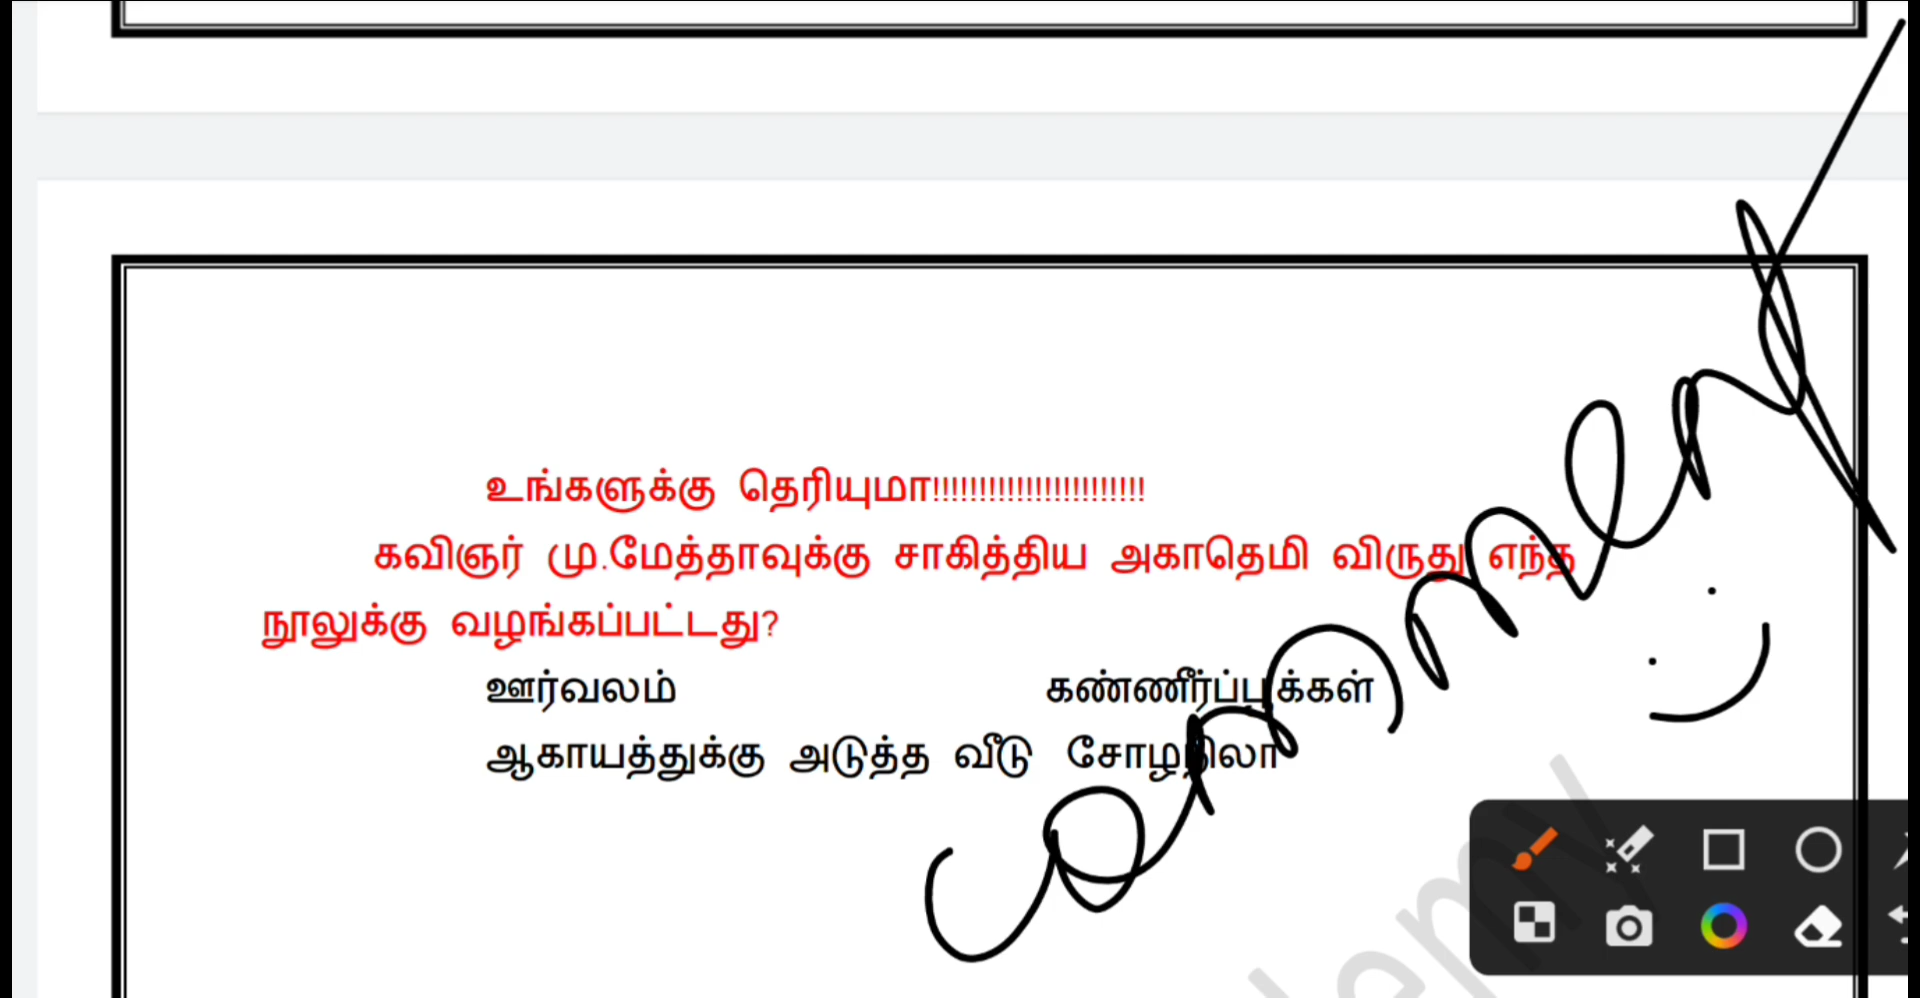 உங்களுக்கு தெரியுமா!!!!!!!!!!!!!!!!!!!!!!!
கவிஞர் மு.மேத்தாவுக்கு சாகித்திய அகாதெமி விருது எந்த
நூலுக்கு வழங்கப்பட்டது?
ஊர்வலம் கண்ணீர்ப்பூக்கள்
ஆகாயத்துக்கு அடுத்த வீடு சோழநிலா
comment